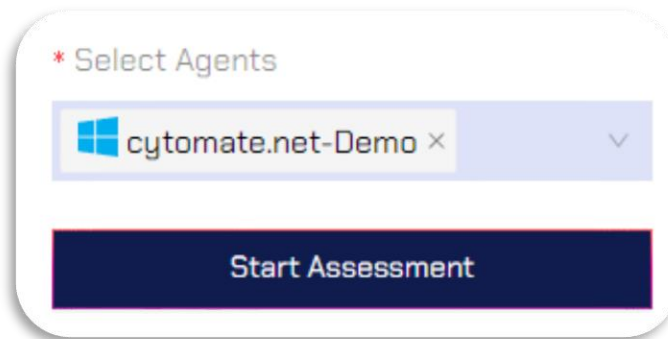 * Select Agents
cytomate.net-Demo ×
Start Assessment